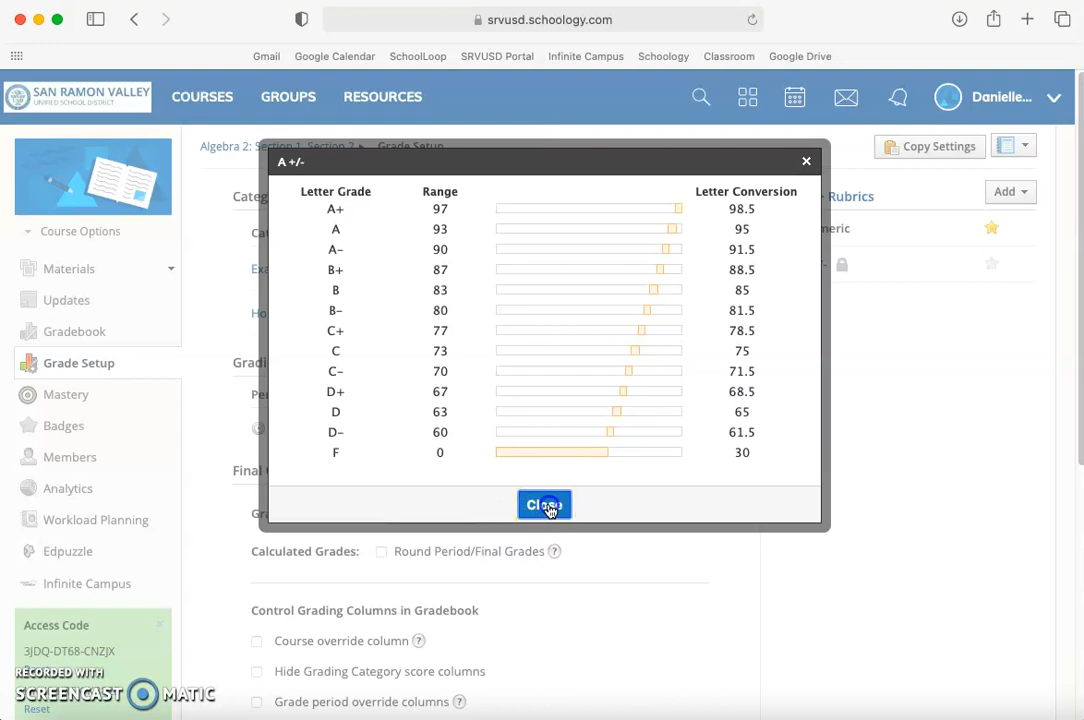 srvusd.schoology.com
Gmail Google Calendar SchoolLoop SRVUSD Portal Infinite Campus Schoology Classroom Google Drive
SAN RAMON VALLEY
UNIFIED SCHOOL DISTRICT
COURSES GROUPS RESOURCES Danielle...
Algebra 2: Section 1, Section 2 Grade Setup
Copy Settings
A +/-
Letter Grade Range Letter Conversion
Rubrics
Add
A+ 97 98.5
A 93 95
A- 90 91.5
B+ 87 88.5
B 83 85
B- 80 81.5
C+ 77 78.5
C 73 75
C- 70 71.5
D+ 67 68.5
D 63 65
D- 60 61.5
F 0 30
Close
Course Options
Materials
Updates
Gradebook
Grade Setup
Mastery
Badges
Members
Analytics
Workload Planning
Edpuzzle
Infinite Campus
Access Code
3JDQ-DT68-CNZJX
Reset
Calculated Grades: Round Period/Final Grades ?
Control Grading Columns in Gradebook
Course override column ?
Hide Grading Category score columns
Grade period override columns ?
RECORDED WITH
SCREENCAST MATIC